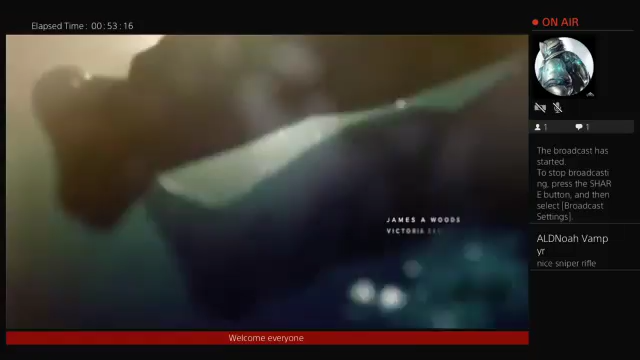 Elapsed Time : 00 : 53 : 16
ON AIR
1
1
The broadcast has
started.
To stop broadcasti
ng, press the SHAR
E button, and then
select [Broadcast
Settings].
ALDNoah Vamp
yr
nice sniper rifle
JAMES A WOODS
VICTORIA
Welcome everyone